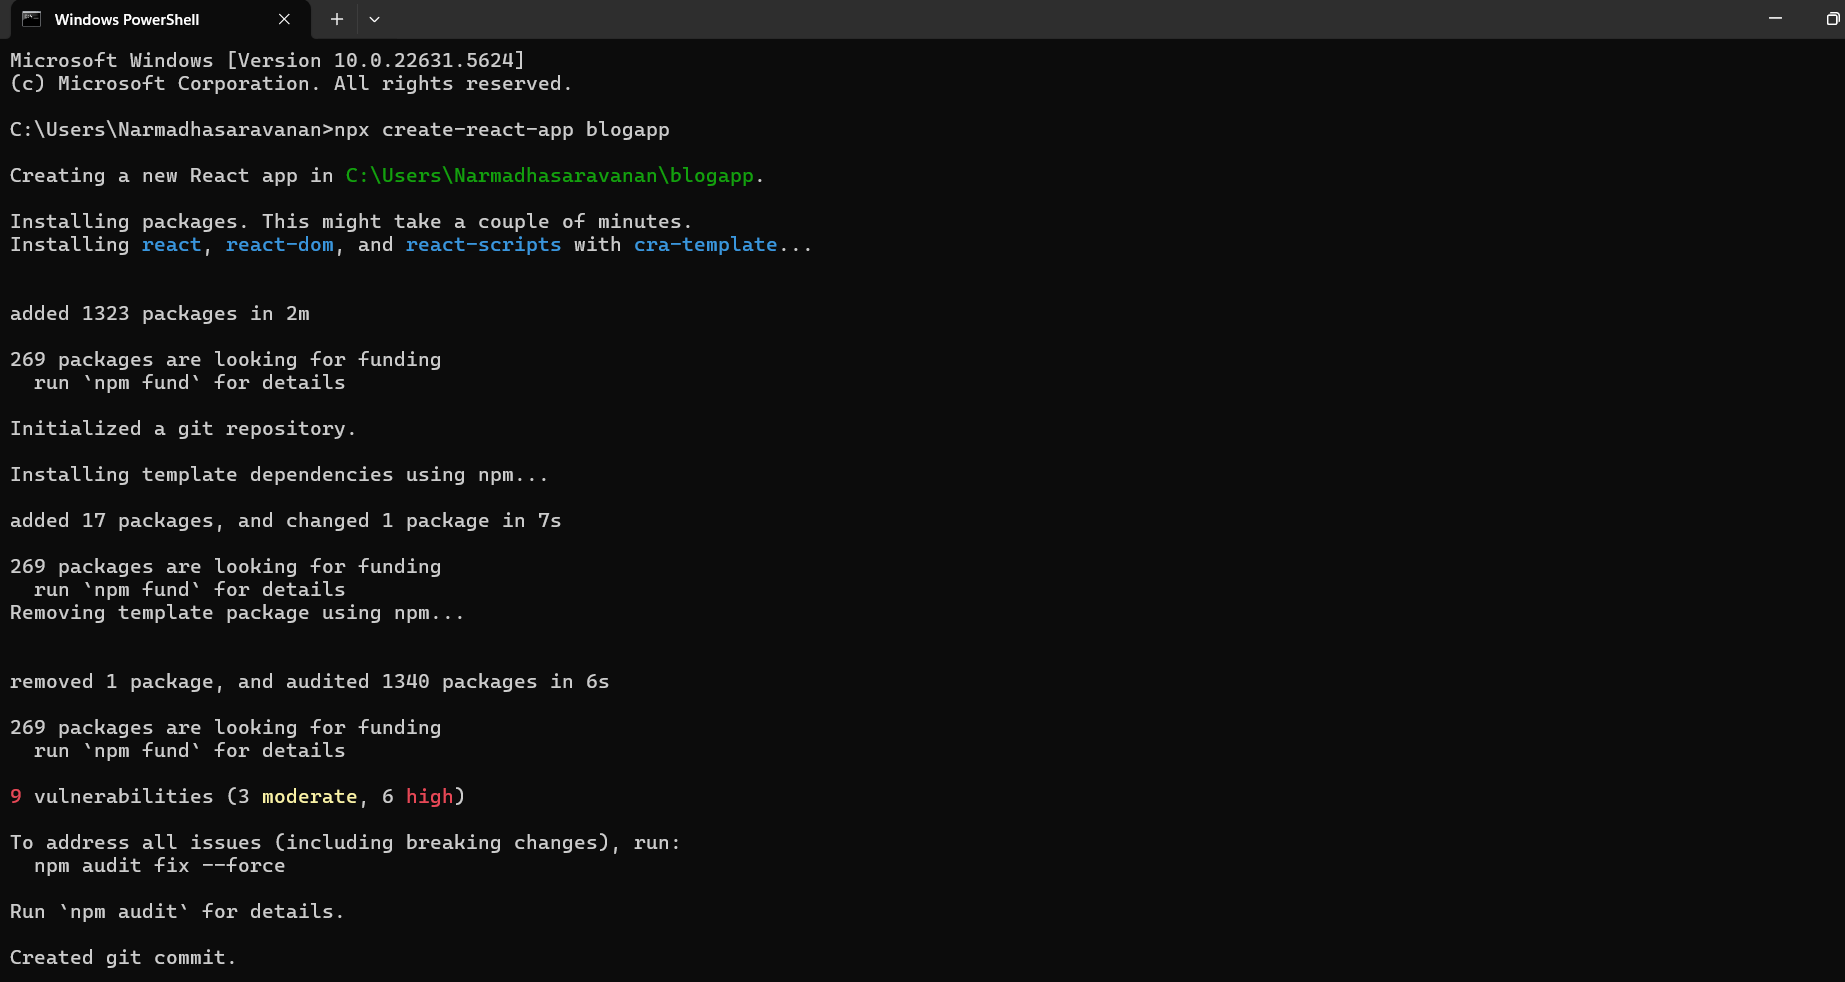 Windows PowerShell
Microsoft Windows [Version 10.0.22631.5624]
(c) Microsoft Corporation. All rights reserved.
C:\Users\Narmadhasaravanan>npx create-react-app blogapp
Creating a new React app in C:\Users\Narmadhasaravanan\blogapp.
Installing packages. This might take a couple of minutes.
Installing react, react-dom, and react-scripts with cra-template...
added 1323 packages in 2m
269 packages are looking for funding
  run `npm fund` for details
Initialized a git repository.
Installing template dependencies using npm...
added 17 packages, and changed 1 package in 7s
269 packages are looking for funding
  run `npm fund` for details
Removing template package using npm...
removed 1 package, and audited 1340 packages in 6s
269 packages are looking for funding
  run `npm fund` for details
9 vulnerabilities (3 moderate, 6 high)
To address all issues (including breaking changes), run:
  npm audit fix --force
Run `npm audit` for details.
Created git commit.